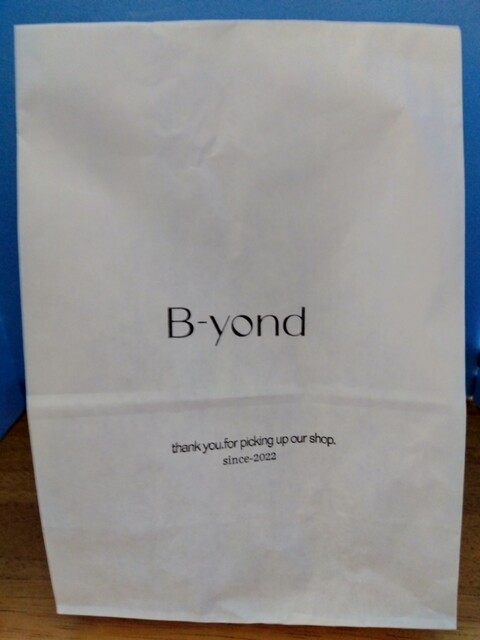 B-yond
thank you.for picking up our shop.
since-2022